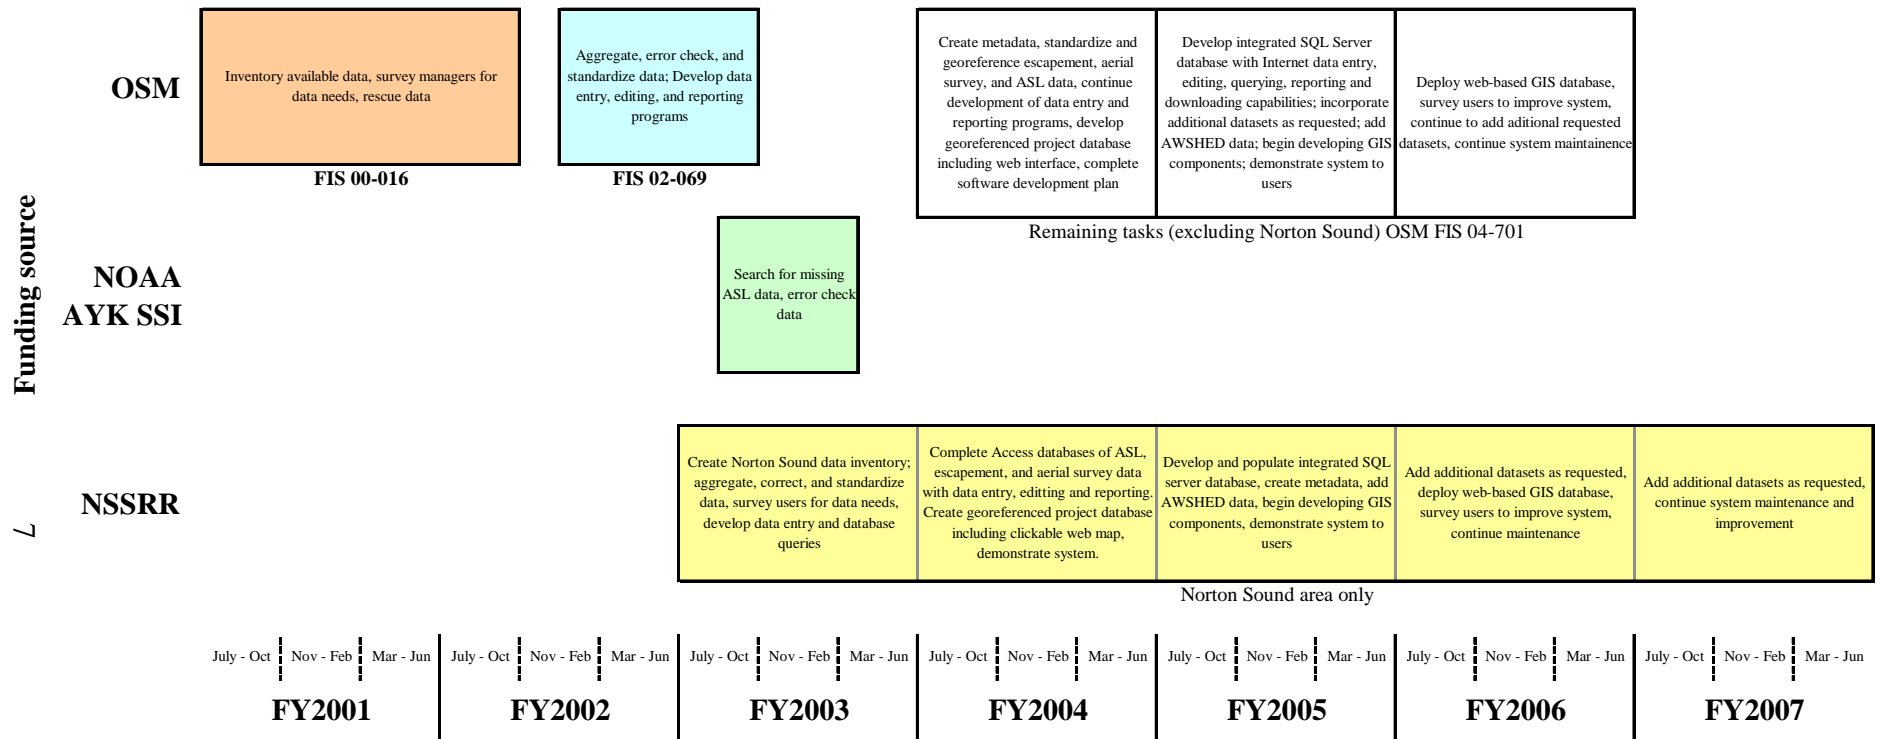 OSM
Inventory available data, survey managers for
data needs, rescue data
FIS 00-016
Aggregate, error check, and
standardize data; Develop data
entry, editing, and reporting
programs
FIS 02-069
Create metadata, standardize and
georeference escapement, aerial
survey, and ASL data, continue
development of data entry and
reporting programs, develop
georeferenced project database
including web interface, complete
software development plan
Develop integrated SQL Server
database with Internet data entry,
editing, querying, reporting and
downloading capabilities; incorporate
additional datasets as requested; add
AWSHED data; begin developing GIS
components; demonstrate system to
users
Deploy web-based GIS database,
survey users to improve system,
continue to add aditional requested
datasets, continue system maintainence
Remaining tasks (excluding Norton Sound) OSM FIS 04-701
Funding source
NOAA
AYK SSI
Search for missing
ASL data, error check
data
NSSRR
Create Norton Sound data inventory;
aggregate, correct, and standardize
data, survey users for data needs,
develop data entry and database
queries
Complete Access databases of ASL,
escapement, and aerial survey data
with data entry, editting and reporting.
Create georeferenced project database
including clickable web map,
demonstrate system.
Develop and populate integrated SQL
server database, create metadata, add
AWSHED data, begin developing GIS
components, demonstrate system to
users
Add additional datasets as requested,
deploy web-based GIS database,
survey users to improve system,
continue maintenance
Add additional datasets as requested,
continue system maintenance and
improvement
Norton Sound area only
7
July - Oct Nov - Feb Mar - Jun July - Oct Nov - Feb Mar - Jun July - Oct Nov - Feb Mar - Jun July - Oct Nov - Feb Mar - Jun July - Oct Nov - Feb Mar - Jun July - Oct Nov - Feb Mar - Jun July - Oct Nov - Feb Mar - Jun
FY2001 FY2002 FY2003 FY2004 FY2005 FY2006 FY2007